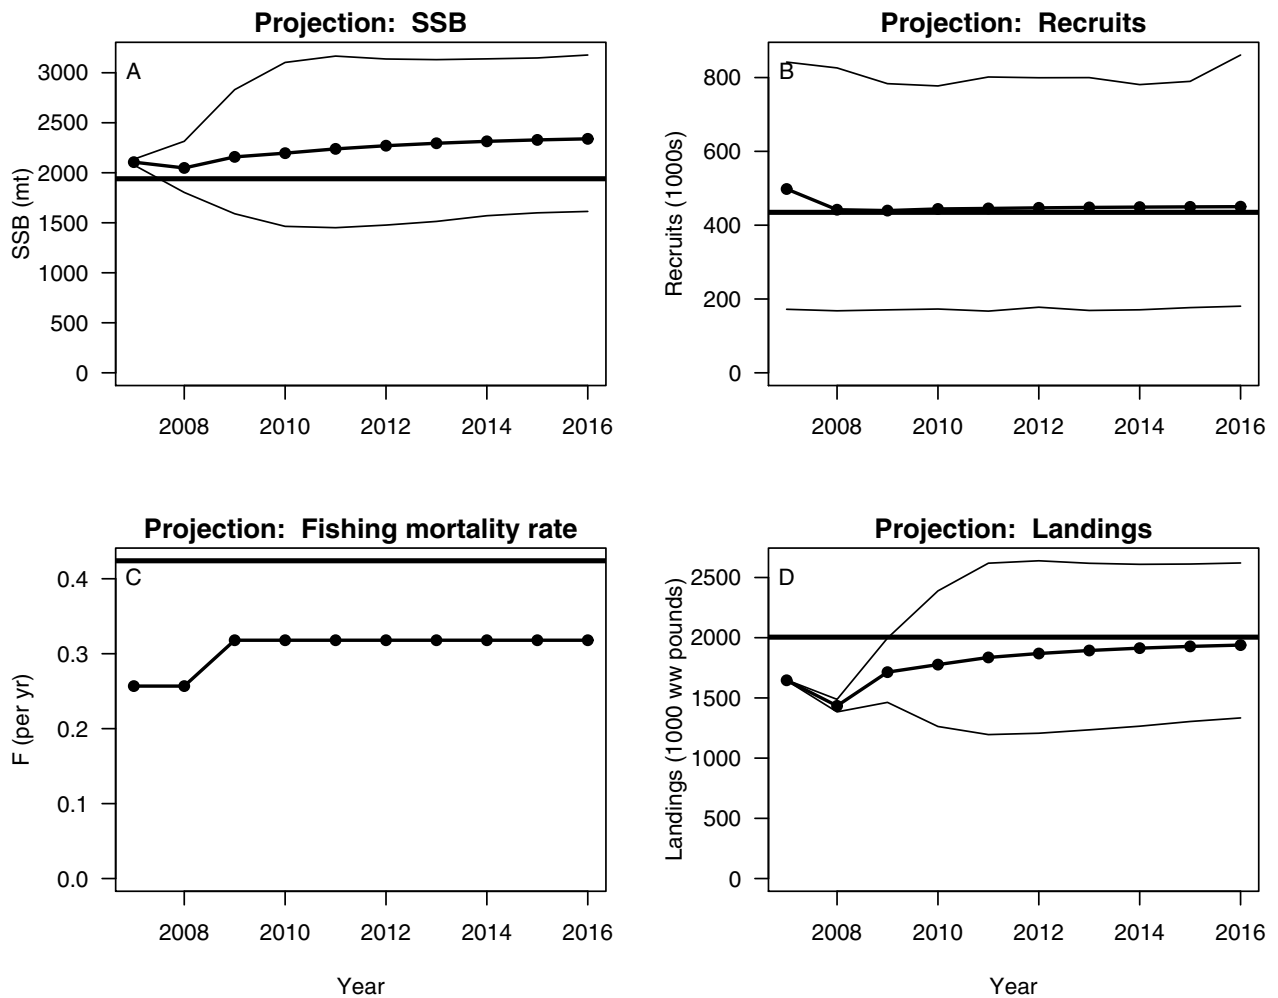 Projection:  SSB
A
SSB (mt)
3000
2500
2000
1500
1000
500
0
2008 2010 2012 2014 2016
Projection:  Recruits
B
Recruits (1000s)
800
600
400
200
0
2008 2010 2012 2014 2016
Projection:  Fishing mortality rate
C
F (per yr)
0.4
0.3
0.2
0.1
0.0
2008 2010 2012 2014 2016
Year
Projection:  Landings
D
Landings (1000 ww pounds)
2500
2000
1500
1000
500
0
2008 2010 2012 2014 2016
Year